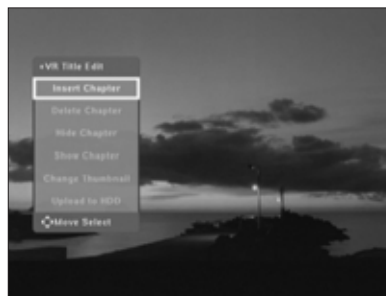 VR Title Edit
Insert Chapter
Delete Chapter
Hide Chapter
Show Chapter
Change Thumbnail
Upload to HDD
Move Select